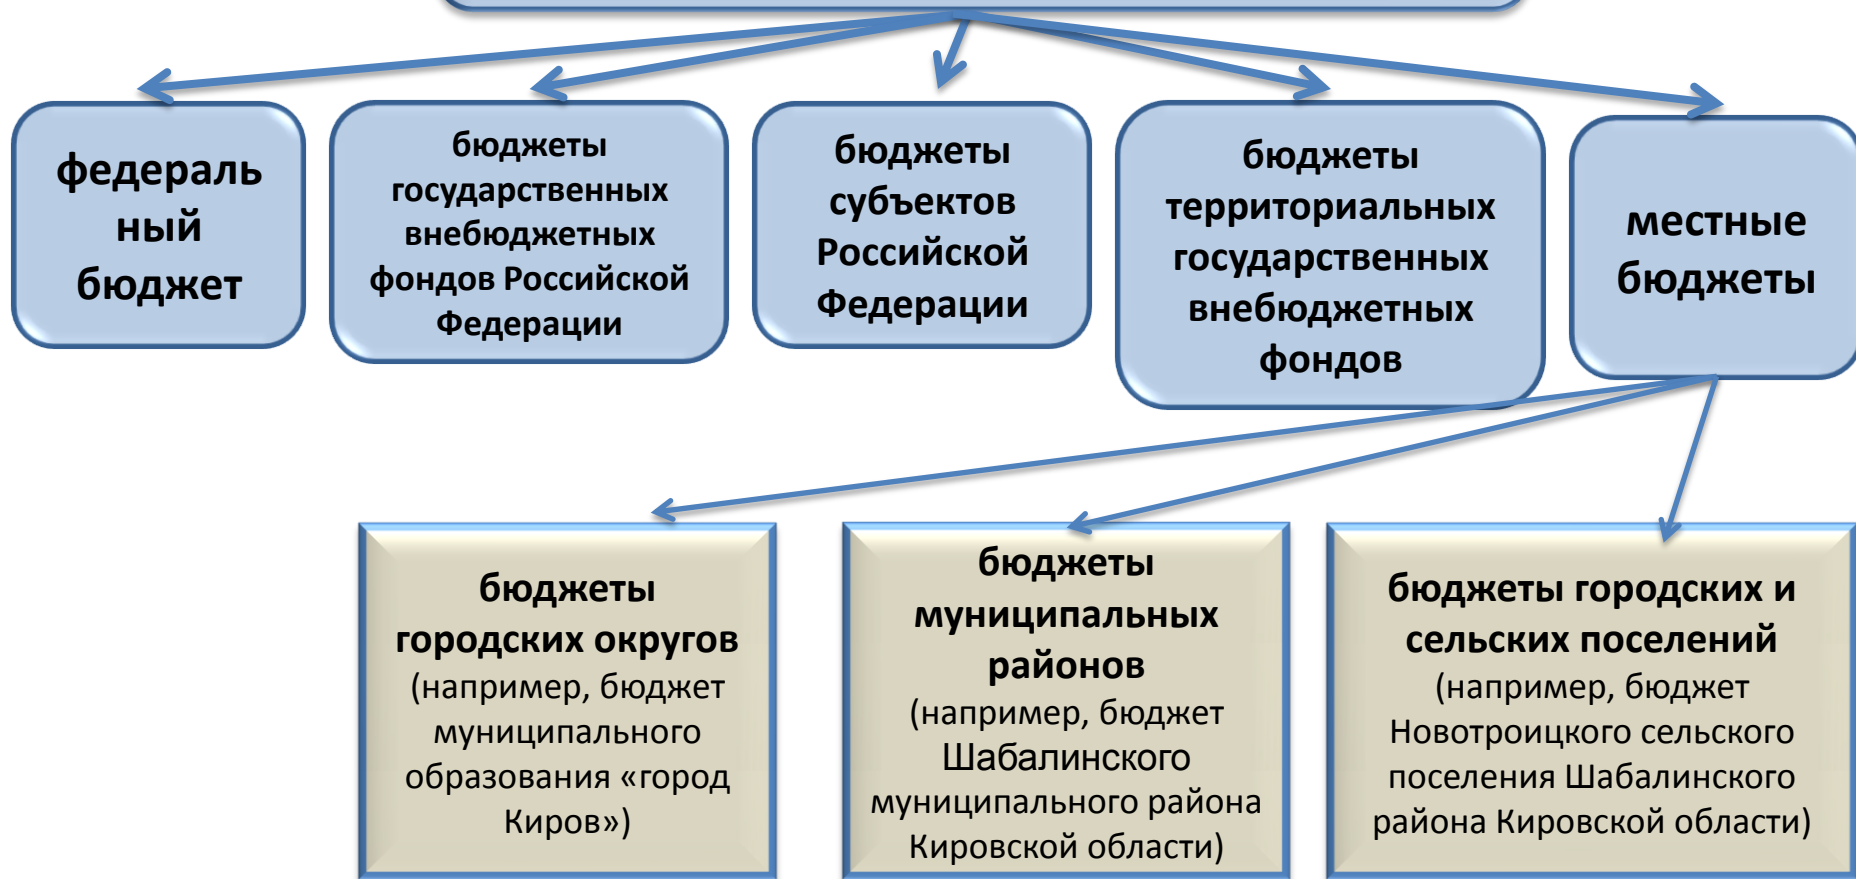 федераль
ный
бюджет
бюджеты
государственных
внебюджетных
фондов Российской
Федерации
бюджеты
субъектов
Российской
Федерации
бюджеты
территориальных
государственных
внебюджетных
фондов
местные
бюджеты
бюджеты
городских округов
(например, бюджет
муниципального
образования «город
Киров»)
бюджеты
муниципальных
районов
(например, бюджет
Шабалинского
муниципального района
Кировской области)
бюджеты городских и
сельских поселений
(например, бюджет
Новотроицкого сельского
поселения Шабалинского
района Кировской области)